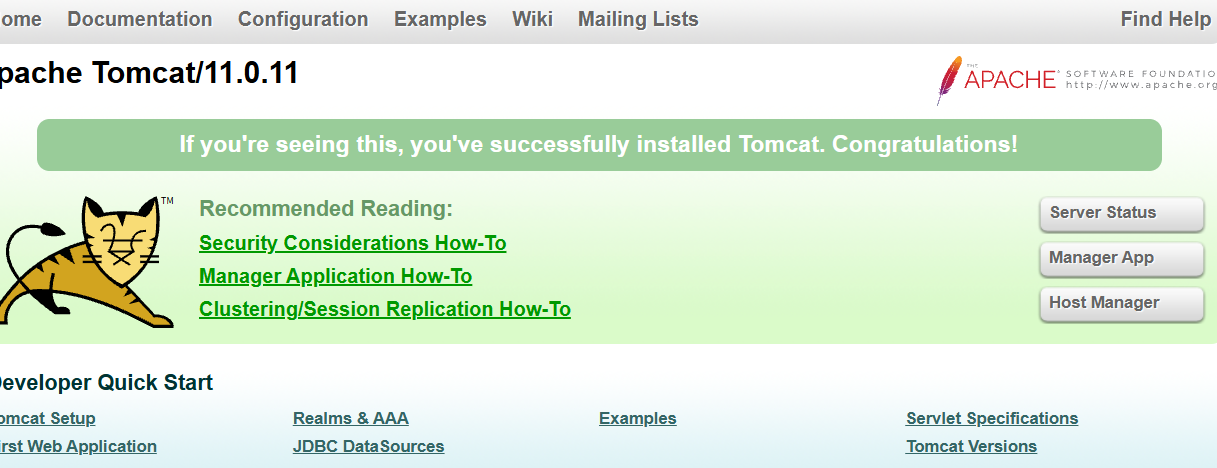 ome Documentation Configuration Examples Wiki Mailing Lists Find Help
pache Tomcat/11.0.11
THE
APACHE® SOFTWARE FOUNDATIO
http://www.apache.org
If you're seeing this, you've successfully installed Tomcat. Congratulations!
TM
Recommended Reading:
Security Considerations How-To
Manager Application How-To
Clustering/Session Replication How-To
Server Status
Manager App
Host Manager
eveloper Quick Start
omcat Setup
irst Web Application
Realms & AAA
JDBC DataSources
Examples
Servlet Specifications
Tomcat Versions